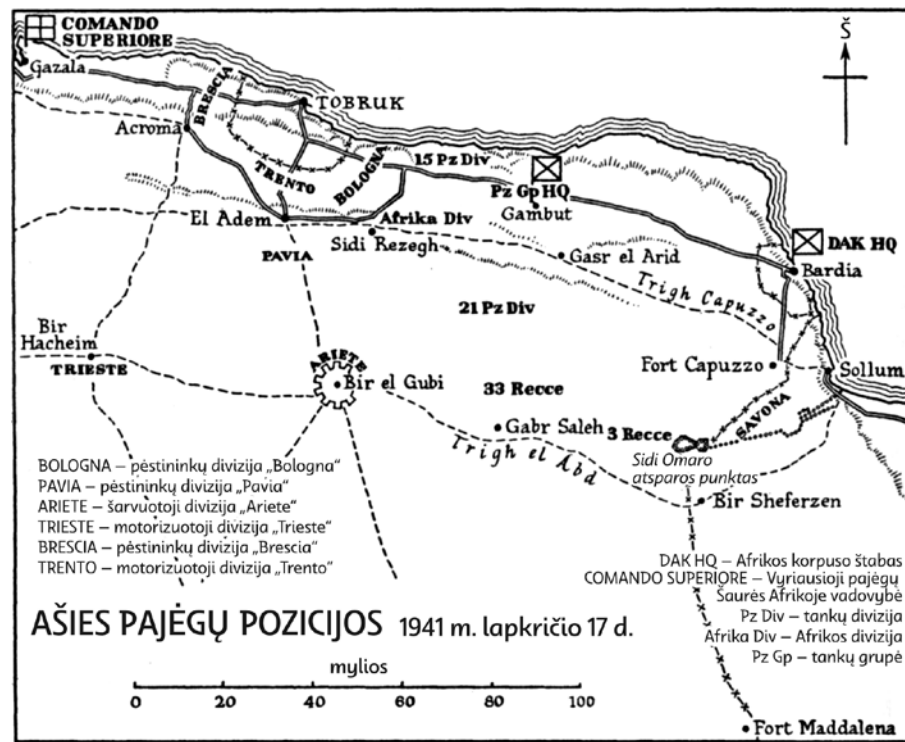 COMANDO
SUPERIORE
Š
Gazala
BRESCIA
TOBRUK
Acroma
TRENTO
BOLOGNA
15 Pz Div
Pz Gp HQ
Gambut
DAK HQ
El Adem
Afrika Div
Sidi Rezegh
PAVIA
Gasr el Arid
Bardia
Trigh Capuzzo
21 Pz Div
Bir
Hacheim
TRIESTE
ARIETE
Bir el Gubi
Fort Capuzzo
Sollum
33 Recce
SAVONA
Gabr Saleh
3 Recce
Trigh el Abd
Sidi Omaro
atsparos punktas
Bir Sheferzen
BOLOGNA – pėstininkų divizija „Bologna“
PAVIA – pėstininkų divizija „Pavia“
ARIETE – šarvuotoji divizija „Ariete“
TRIESTE – motorizuotoji divizija „Trieste“
BRESCIA – pėstininkų divizija „Brescia“
TRENTO – motorizuotoji divizija „Trento“
DAK HQ – Afrikos korpuso štabas
COMANDO SUPERIORE – Vyriausioji pajėgų
Šiaurės Afrikoje vadovybė
Pz Div – tankų divizija
Afrika Div – Afrikos divizija
Pz Gp – tankų grupė
AŠIES PAJĖGŲ POZICIJOS 1941 m. lapkričio 17 d.
mylios
0 20 40 60 80 100
Fort Maddalena